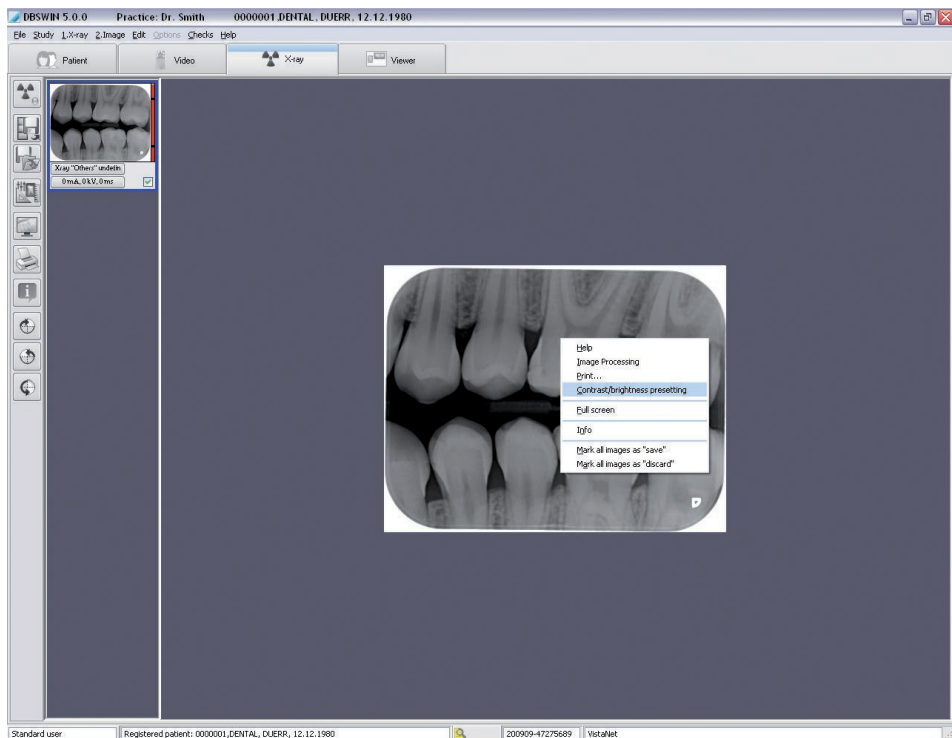 DBSWIN 5.0.0 Practice: Dr. Smith 0000001 ,DENTAL, DUERR, 12.12.1980
File Study 1.X-ray 2.Image Edit Options Checks Help
Patient Video X-ray Viewer
Xray "Others" undefin
0 mA, 0 kV, 0 ms
Help
Image Processing
Print...
Contrast/brightness presetting
Full screen
Info
Mark all images as "save"
Mark all images as "discard"
Standard user Registered patient: 0000001,DENTAL, DUERR, 12.12.1980 200909-47275689 VistaNet